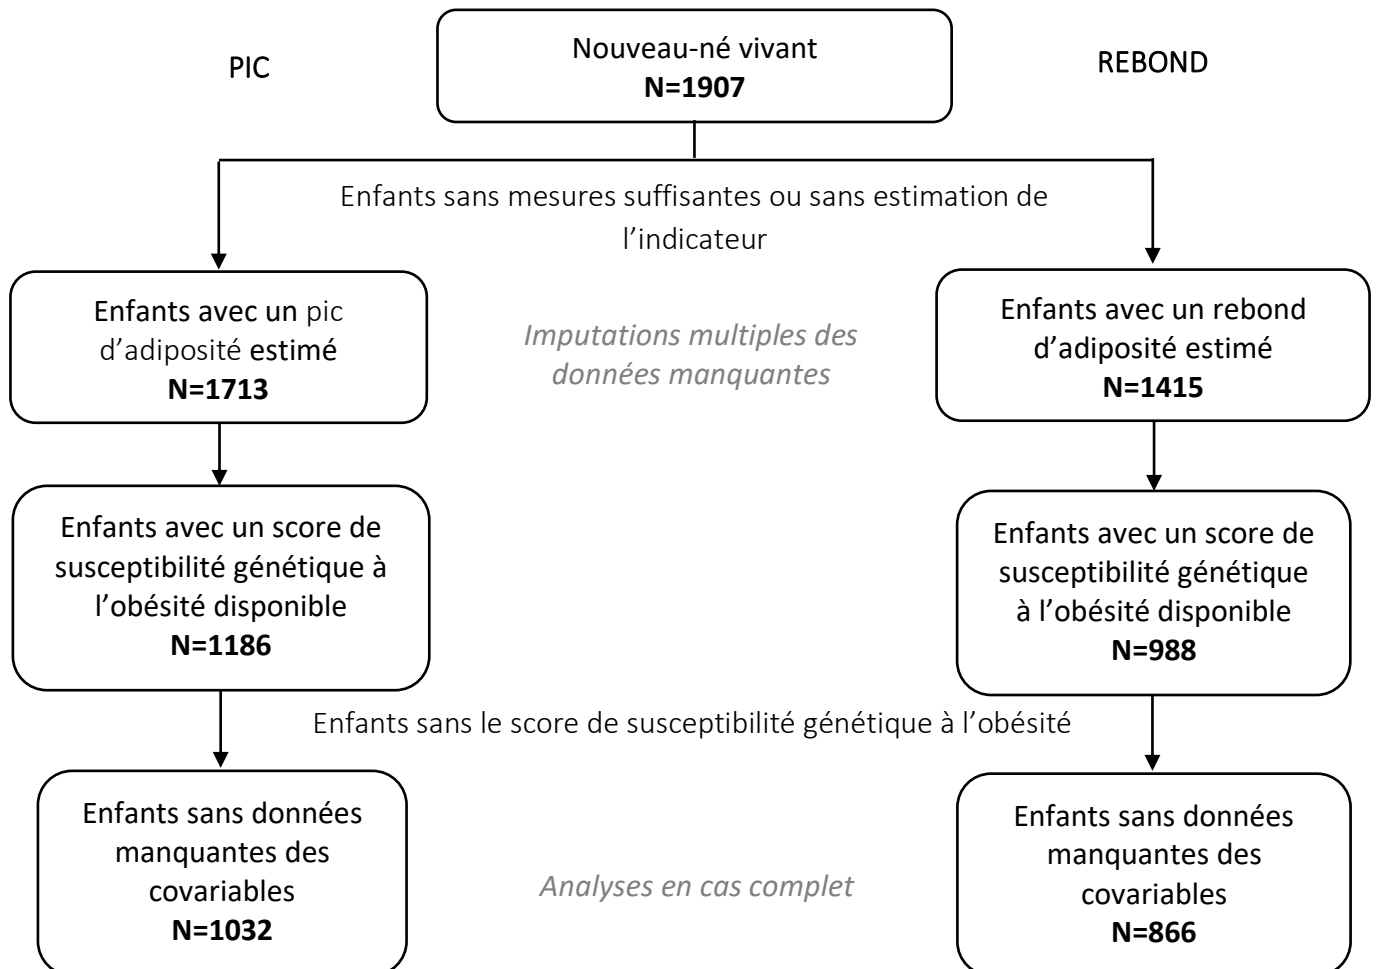 Nouveau-né vivant
N=1907
PIC
REBOND
Enfants sans mesures suffisantes ou sans estimation de
l’indicateur
Enfants avec un pic
d’adiposité estimé
N=1713
Imputations multiples des
données manquantes
Enfants avec un rebond
d’adiposité estimé
N=1415
Enfants avec un score de
susceptibilité génétique à
l’obésité disponible
N=1186
Enfants avec un score de
susceptibilité génétique
à l’obésité disponible
N=988
Enfants sans le score de susceptibilité génétique à l’obésité
Enfants sans données
manquantes des
covariables
N=1032
Analyses en cas complet
Enfants sans données
manquantes des
covariables
N=866